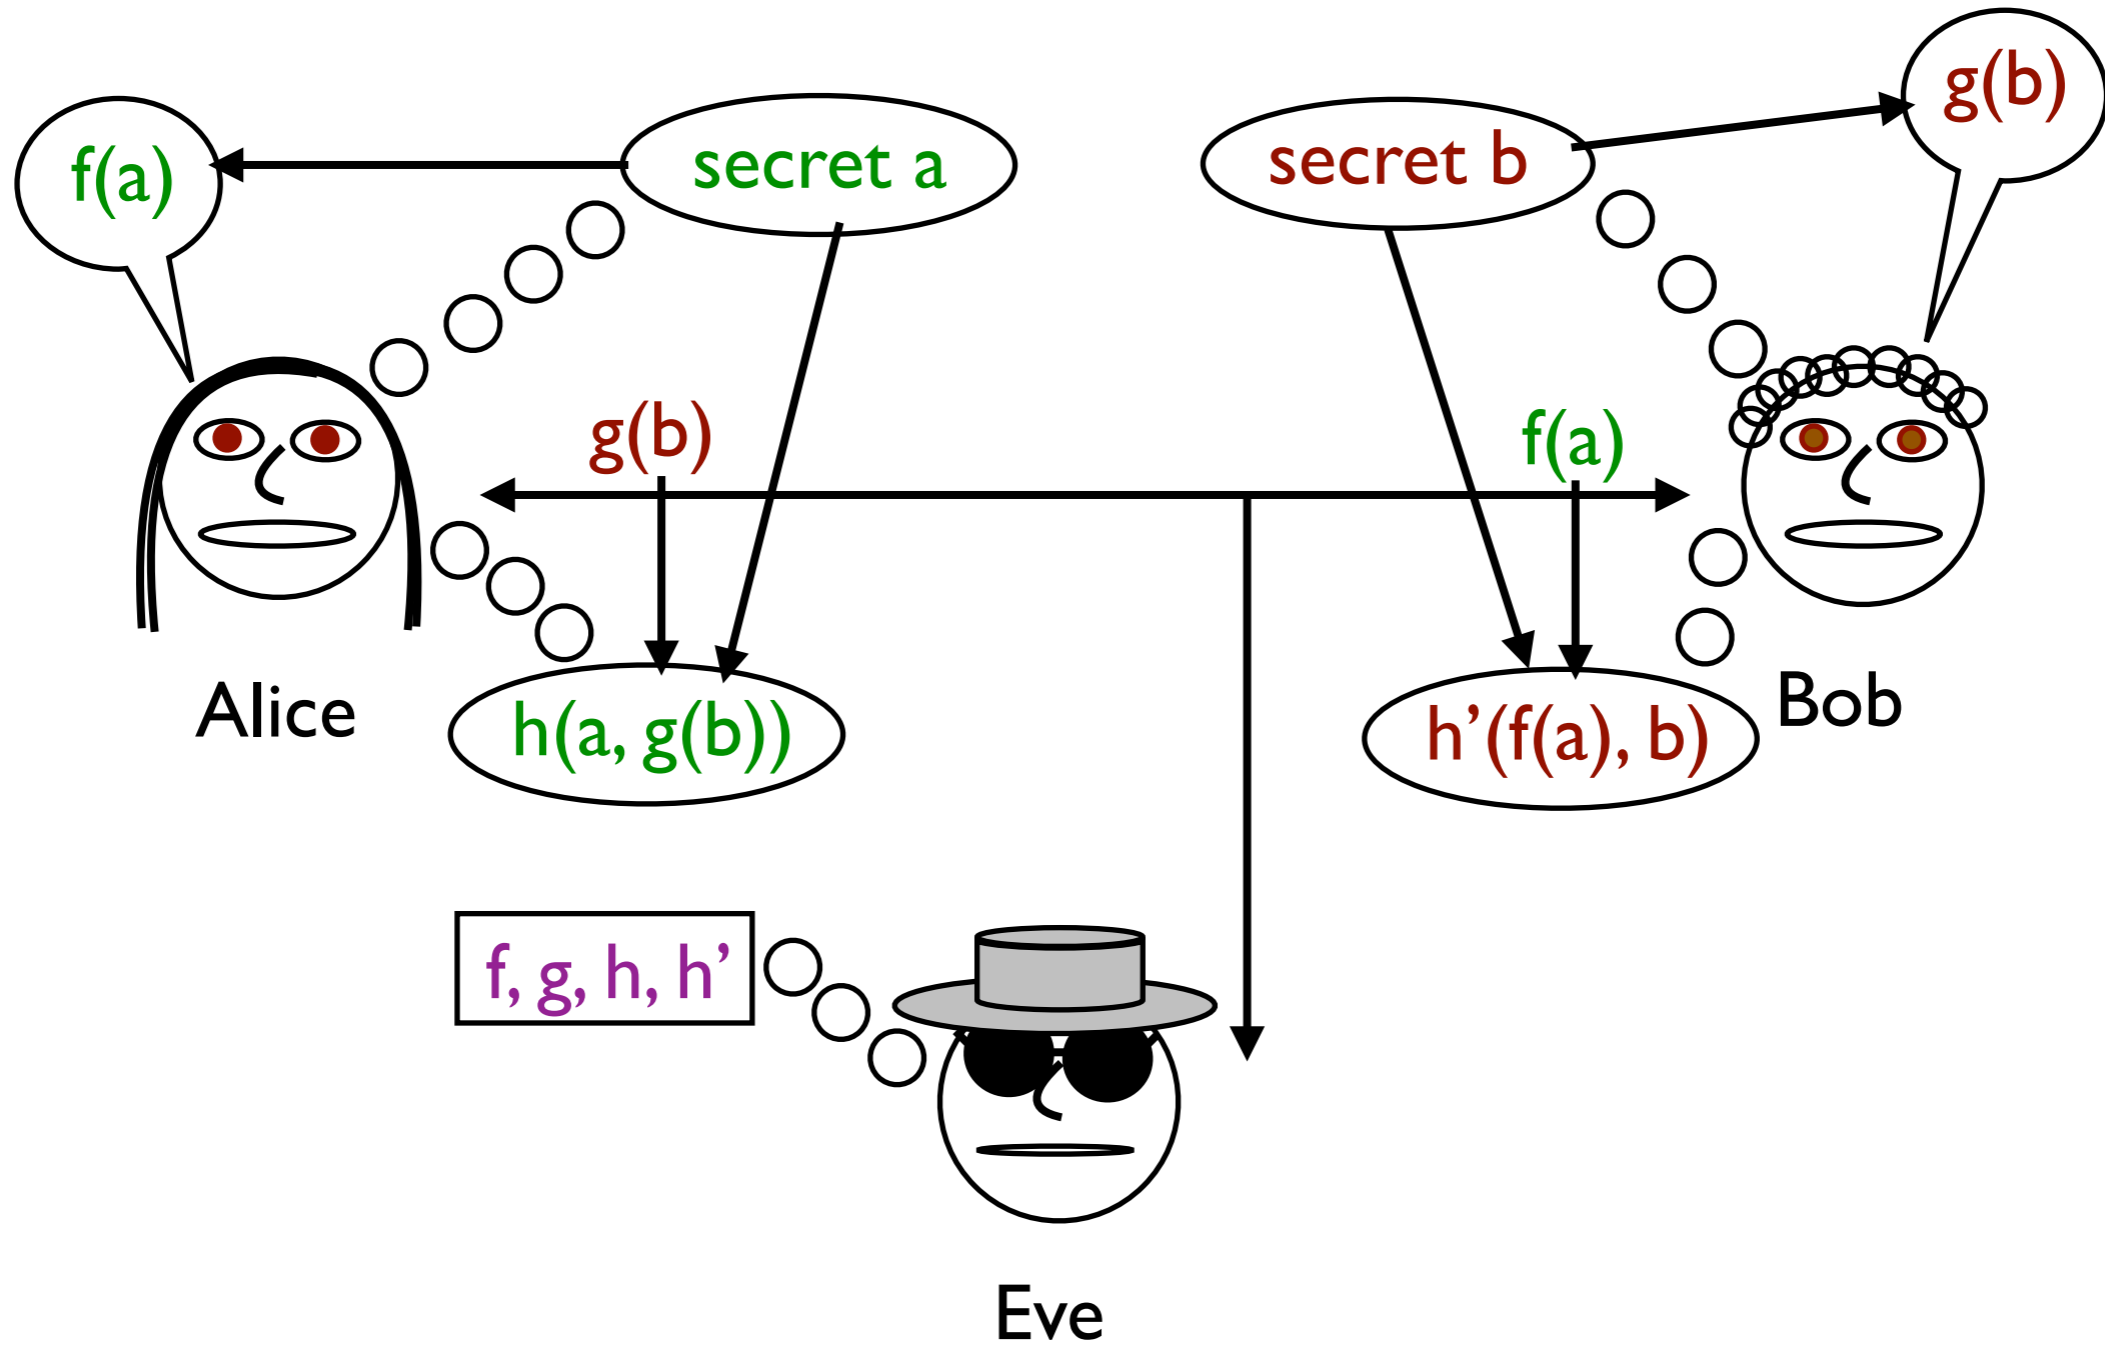 g(b)
f(a)
secret a
secret b
g(b)
f(a)
Alice
h(a, g(b))
h’(f(a), b)
Bob
f, g, h, h’
Eve